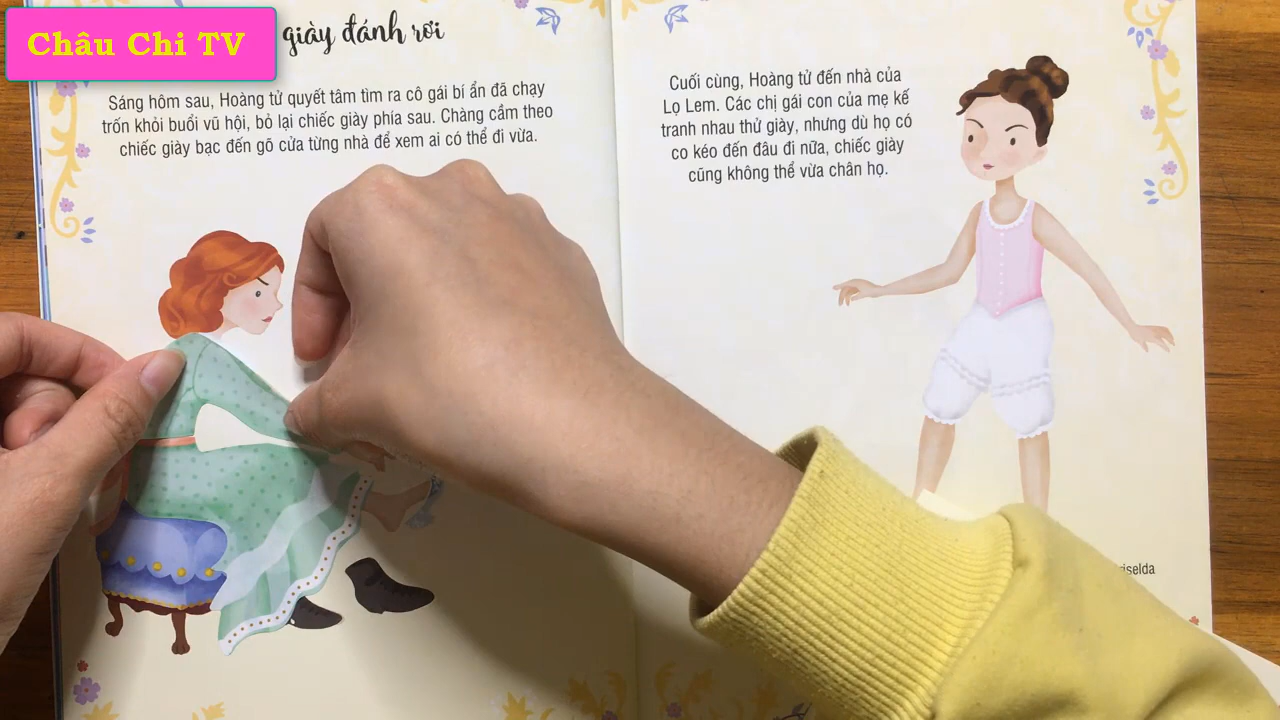 Châu Chi TV
giày đánh rơi
Sáng hôm sau, Hoàng tử quyết tâm tìm ra cô gái bí ẩn đã chạy
trốn khỏi buổi vũ hội, bỏ lại chiếc giày phía sau. Chàng cầm theo
chiếc giày bạc đến gõ cửa từng nhà để xem ai có thể đi vừa.
Cuối cùng, Hoàng tử đến nhà của
Lọ Lem. Các chị gái con của mẹ kế
tranh nhau thử giày, nhưng dù họ có
co kéo đến đâu đi nữa, chiếc giày
cũng không thể vừa chân họ.